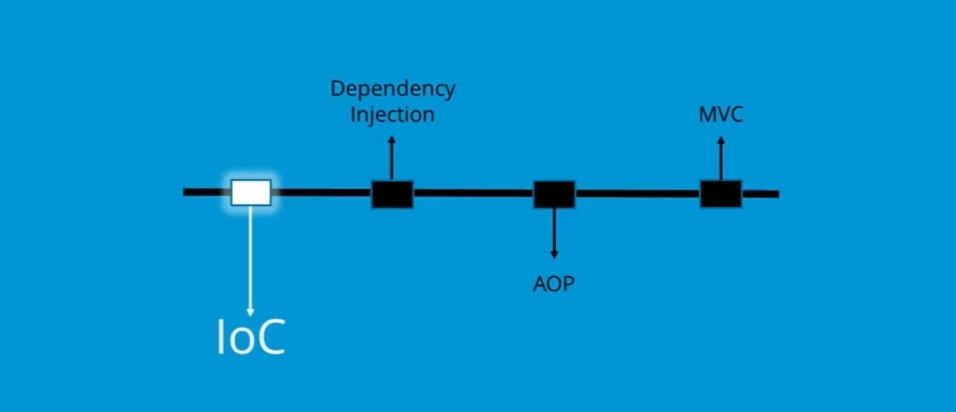 Dependency
Injection
MVC
AOP
IoC